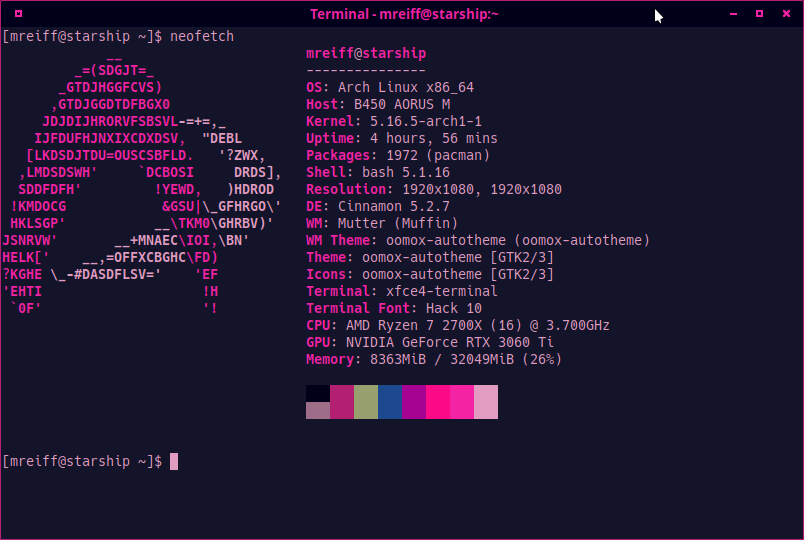 Terminal - mreiff@starship:~
[mreiff@starship ~]$ neofetch
__
_=(SDGJT=_
_GTDJHGGFCVS)
,GTDJGGDTDFBGX0
JDJDIJHRORVFSBSVL-=+=,_
IJFDUFHJNXIXCDXDSV, "DEBL
[LKDSDJTDU=OUSCSBFLD. '?ZWX,
,LMDSDSWH' `DCBOSI DRDS],
SDDFDFH' !YEWD, )HDROD
!KMDOCG &GSU|\_GFHRGO\'
HKLSGP' __\TKM0\GHRBV)'
JSNRVW' __+MNAEC\IOI,\BN'
HELK[' __,=OFFXCBGHC\FD)
?KGHE \_-#DASDFLSV=' 'EF
'EHTI !H
`0F' '!
mreiff@starship
---------------
OS: Arch Linux x86_64
Host: B450 AORUS M
Kernel: 5.16.5-arch1-1
Uptime: 4 hours, 56 mins
Packages: 1972 (pacman)
Shell: bash 5.1.16
Resolution: 1920x1080, 1920x1080
DE: Cinnamon 5.2.7
WM: Mutter (Muffin)
WM Theme: oomox-autotheme (oomox-autotheme)
Theme: oomox-autotheme [GTK2/3]
Icons: oomox-autotheme [GTK2/3]
Terminal: xfce4-terminal
Terminal Font: Hack 10
CPU: AMD Ryzen 7 2700X (16) @ 3.700GHz
GPU: NVIDIA GeForce RTX 3060 Ti
Memory: 8363MiB / 32049MiB (26%)
[mreiff@starship ~]$